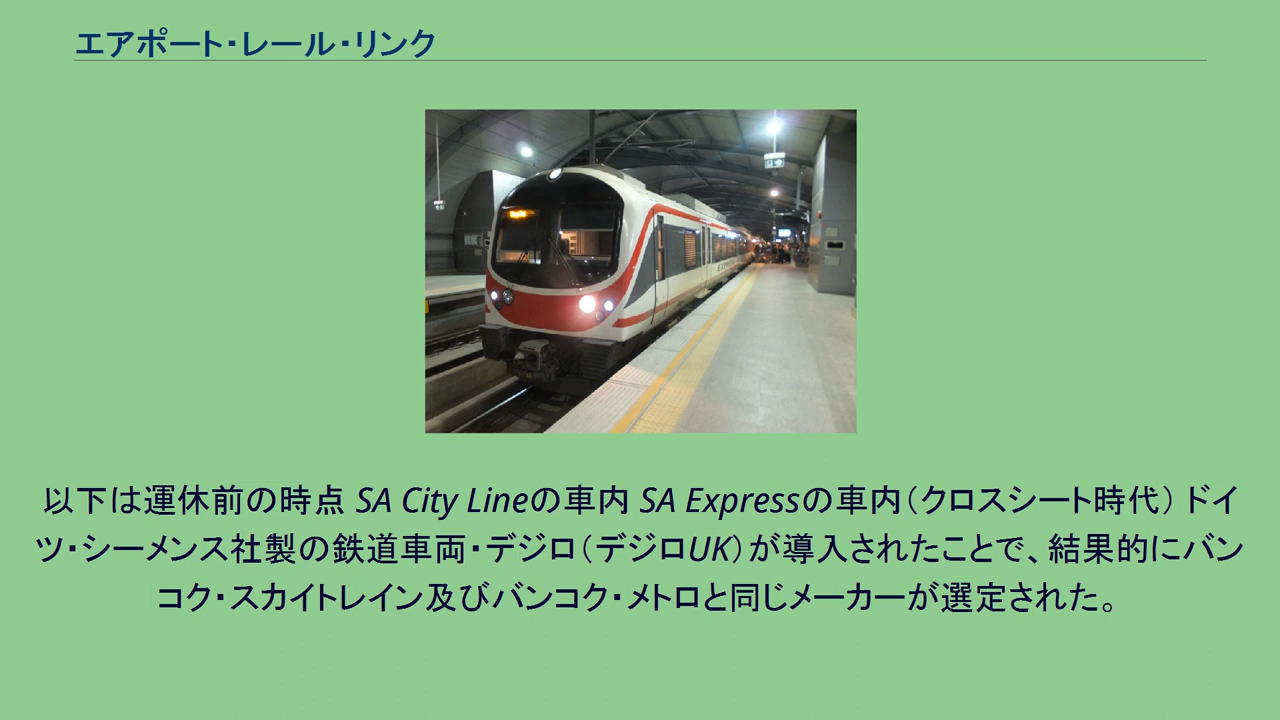 エアポート・レール・リンク
以下は運休前の時点 SA City Lineの車内 SA Expressの車内（クロスシート時代） ドイ
ツ・シーメンス社製の鉄道車両・デジロ（デジロUK）が導入されたことで、結果的にバン
コク・スカイトレイン及びバンコク・メトロと同じメーカーが選定された。